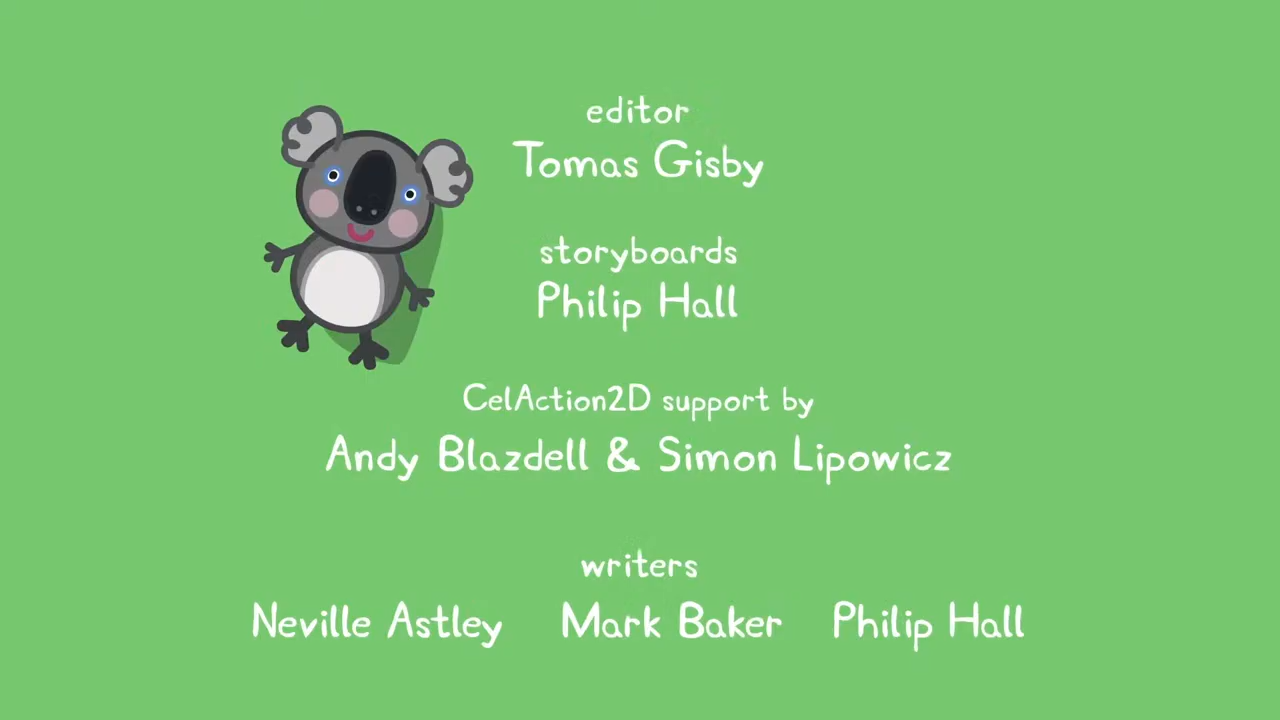 editor
Tomas Gisby
storyboards
Philip Hall
CelAction2D support by
Andy Blazdell & Simon Lipowicz
writers
Neville Astley Mark Baker Philip Hall